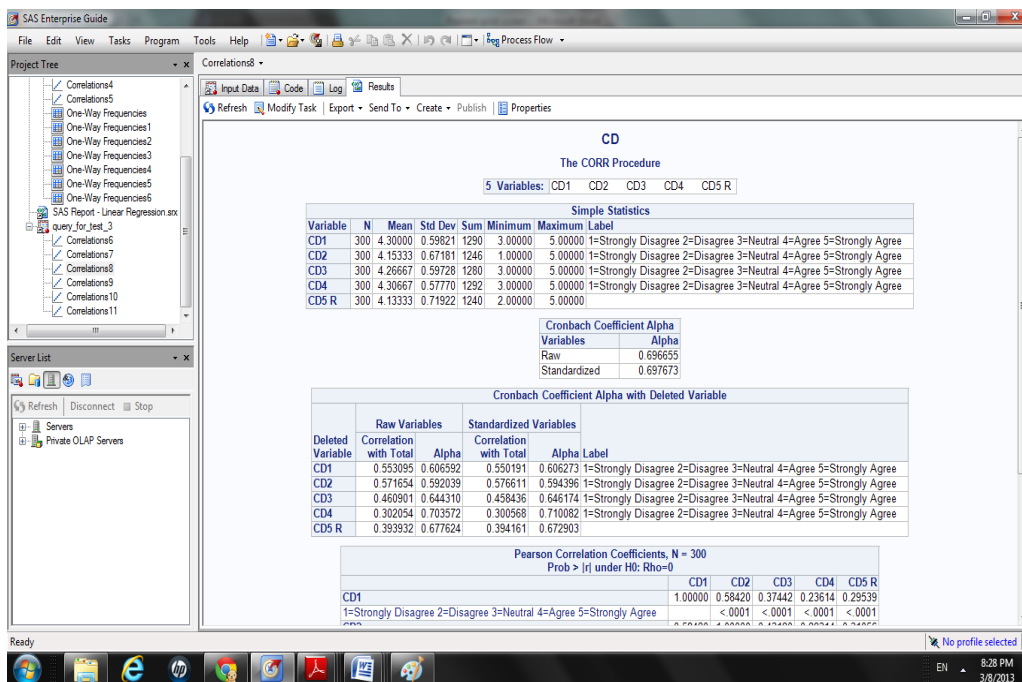 SAS Enterprise Guide
File Edit View Tasks Program Tools Help Process Flow
Project Tree
Correlations4
Correlations5
One-Way Frequencies
One-Way Frequencies1
One-Way Frequencies2
One-Way Frequencies3
One-Way Frequencies4
One-Way Frequencies5
One-Way Frequencies6
SAS Report - Linear Regression.srx
query_for_test_3
Correlations6
Correlations7
Correlations8
Correlations9
Correlations10
Correlations11
Server List
Refresh Disconnect Stop
Servers
Private OLAP Servers
Correlations8
Input Data Code Log Results
Refresh Modify Task Export Send To Create Publish Properties
CD
The CORR Procedure
5 Variables: CD1 CD2 CD3 CD4 CD5 R
Simple Statistics
Variable N Mean Std Dev Sum Minimum Maximum Label
CD1 300 4.30000 0.59821 1290 3.00000 5.00000 1=Strongly Disagree 2=Disagree 3=Neutral 4=Agree 5=Strongly Agree
CD2 300 4.15333 0.67181 1246 1.00000 5.00000 1=Strongly Disagree 2=Disagree 3=Neutral 4=Agree 5=Strongly Agree
CD3 300 4.26667 0.59728 1280 3.00000 5.00000 1=Strongly Disagree 2=Disagree 3=Neutral 4=Agree 5=Strongly Agree
CD4 300 4.30667 0.57770 1292 3.00000 5.00000 1=Strongly Disagree 2=Disagree 3=Neutral 4=Agree 5=Strongly Agree
CD5 R 300 4.13333 0.71922 1240 2.00000 5.00000
Cronbach Coefficient Alpha
Variables Alpha
Raw 0.696655
Standardized 0.697673
Cronbach Coefficient Alpha with Deleted Variable
Raw Variables Standardized Variables
Deleted Correlation Correlation
Variable with Total Alpha with Total Alpha Label
CD1 0.553095 0.606592 0.550191 0.606273 1=Strongly Disagree 2=Disagree 3=Neutral 4=Agree 5=Strongly Agree
CD2 0.571654 0.592039 0.576611 0.594396 1=Strongly Disagree 2=Disagree 3=Neutral 4=Agree 5=Strongly Agree
CD3 0.460901 0.644310 0.458436 0.646174 1=Strongly Disagree 2=Disagree 3=Neutral 4=Agree 5=Strongly Agree
CD4 0.302054 0.703572 0.300568 0.710082 1=Strongly Disagree 2=Disagree 3=Neutral 4=Agree 5=Strongly Agree
CD5 R 0.393932 0.677624 0.394161 0.672903
Pearson Correlation Coefficients, N = 300
Prob > |r| under H0: Rho=0
CD1 CD2 CD3 CD4 CD5 R
CD1 1.00000 0.58420 0.37442 0.23614 0.29539
1=Strongly Disagree 2=Disagree 3=Neutral 4=Agree 5=Strongly Agree <.0001 <.0001 <.0001 <.0001
Ready
No profile selected
hp
EN
8:28 PM
3/8/2013